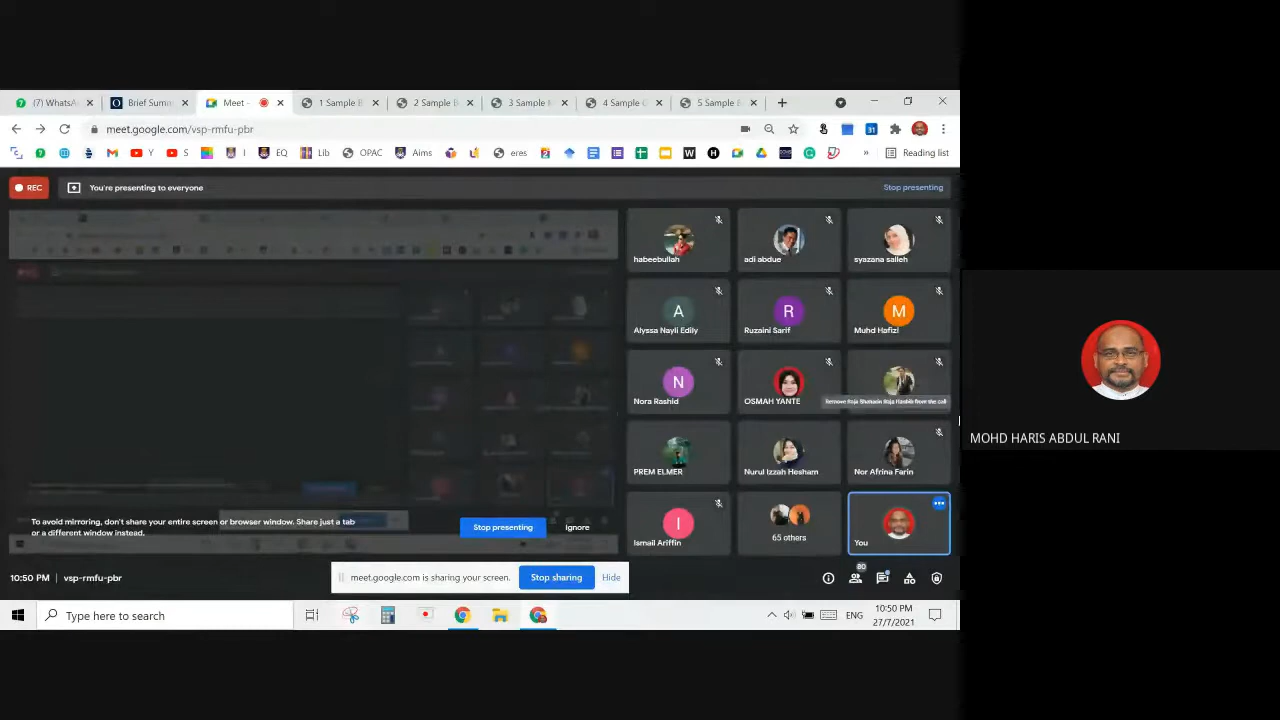 (7) WhatsA
Brief Summ
Meet -
1 Sample B
2 Sample B
3 Sample
4 Sample
5 Sample
meet.google.com/vsp-rmfu-pbr
Y
S
I
EQ
Lib
OPAC
Aims
eres
Reading list
REC
You're presenting to everyone
Stop presenting
habeebullah
adi abdue
syazana salleh
A
R
M
Alyssa Nayli Edily
Ruzaini Sarif
Muhd Hafizi
N
Nora Rashid
OSMAH YANTE
PREM ELMER
Nurul Izzah Hesham
Nor Afrina Farin
I
Ismail Ariffin
65 others
You
To avoid mirroring, don't share your entire screen or browser window. Share just a tab
or a different window instead.
Stop presenting
Ignore
10:50 PM
vsp-rmfu-pbr
meet.google.com is sharing your screen.
Stop sharing
Hide
80
Type here to search
ENG
10:50 PM
27/7/2021
MOHD HARIS ABDUL RANI